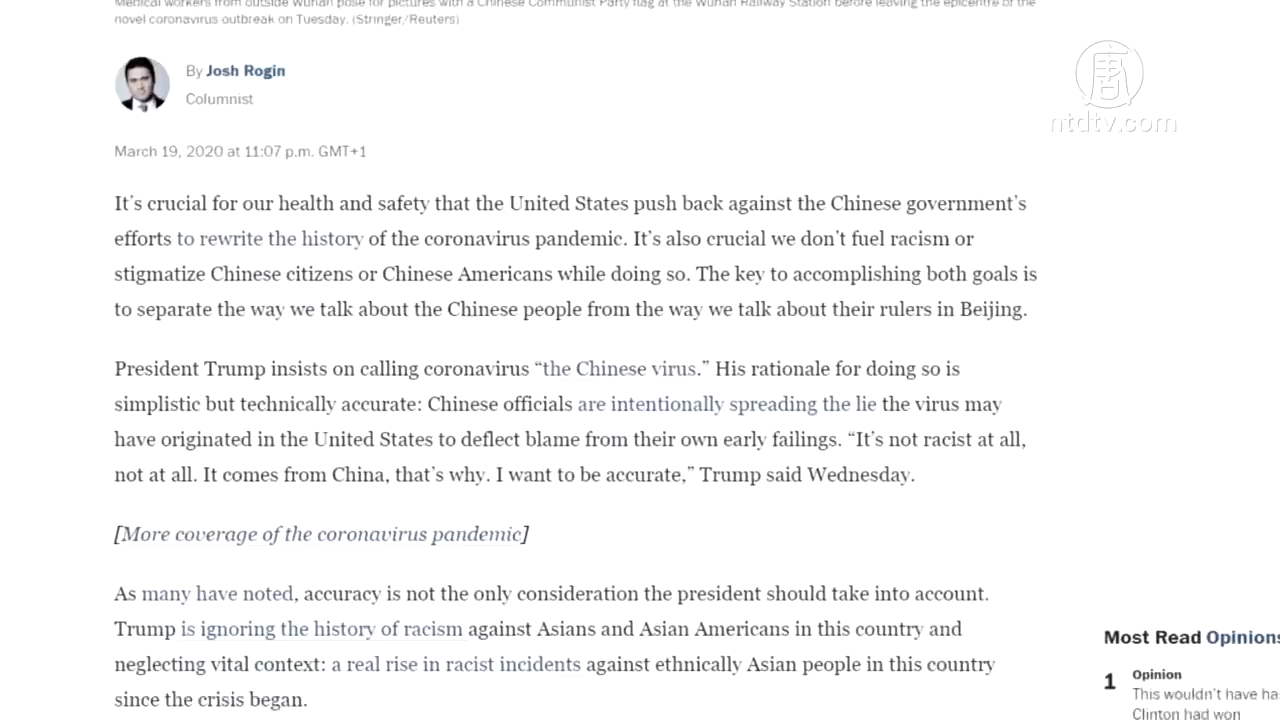 Medical workers from outside Wuhan pose for pictures with a Chinese Communist Party flag at the Wuhan Railway Station before leaving the epicentre of the
novel coronavirus outbreak on Tuesday. (Stringer/Reuters)
By Josh Rogin
Columnist
唐
ntdtv.com
March 19, 2020 at 11:07 p.m. GMT+1
It’s crucial for our health and safety that the United States push back against the Chinese government’s
efforts to rewrite the history of the coronavirus pandemic. It’s also crucial we don’t fuel racism or
stigmatize Chinese citizens or Chinese Americans while doing so. The key to accomplishing both goals is
to separate the way we talk about the Chinese people from the way we talk about their rulers in Beijing.
President Trump insists on calling coronavirus “the Chinese virus.” His rationale for doing so is
simplistic but technically accurate: Chinese officials are intentionally spreading the lie the virus may
have originated in the United States to deflect blame from their own early failings. “It’s not racist at all,
not at all. It comes from China, that’s why. I want to be accurate,” Trump said Wednesday.
[More coverage of the coronavirus pandemic]
As many have noted, accuracy is not the only consideration the president should take into account.
Trump is ignoring the history of racism against Asians and Asian Americans in this country and
neglecting vital context: a real rise in racist incidents against ethnically Asian people in this country
since the crisis began.
Most Read Opinions
1
Opinion
This wouldn’t have ha
Clinton had won